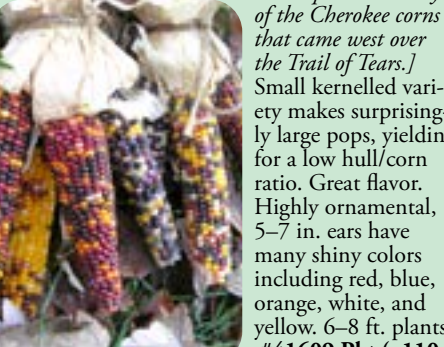 of the Cherokee corns
that came west over
the Trail of Tears.]
Small kernelled vari-
ety makes surprising-
ly large pops, yieldin
for a low hull/corn
ratio. Great flavor.
Highly ornamental,
5–7 in. ears have
many shiny colors
including red, blue,
orange, white, and
yellow. 6–8 ft. plants